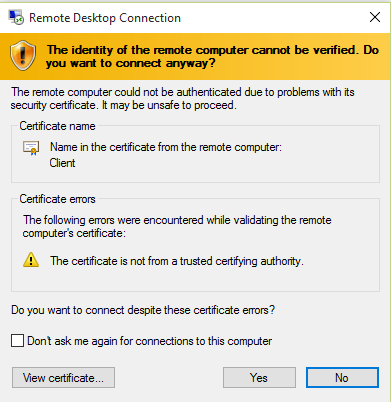 Remote Desktop Connection
The identity of the remote computer cannot be verified. Do
you want to connect anyway?
The remote computer could not be authenticated due to problems with its
security certificate. It may be unsafe to proceed.
Certificate name
Name in the certificate from the remote computer:
Client
Certificate errors
The following errors were encountered while validating the remote
computer's certificate:
The certificate is not from a trusted certifying authority.
Do you want to connect despite these certificate errors?
Don't ask me again for connections to this computer
View certificate...
Yes
No